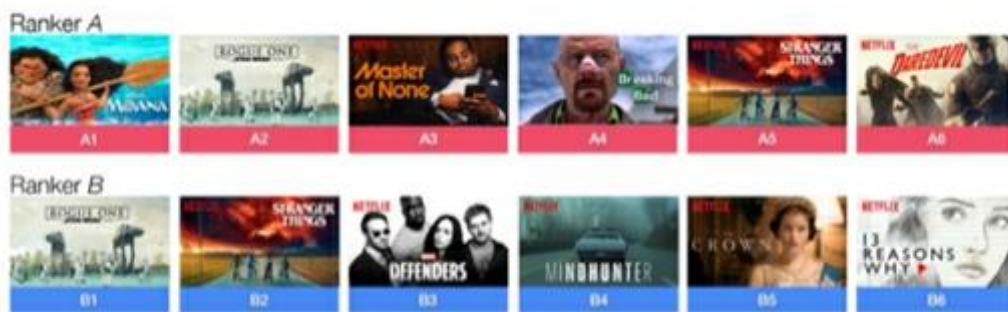 Ranker A
MOANA
ROGUE ONE
NETFLIX
Master
of None
Breaking
Bad
STRANGER
THINGS
NETFLIX
DAREDEVIL
A1 A2 A3 A4 A5 A6
Ranker B
ROGUE ONE
NETFLIX
STRANGER
THINGS
NETFLIX
DEFENDERS
NETFLIX
MINDHUNTER
NETFLIX
CROWN
NETFLIX
13
REASONS
WHY
B1 B2 B3 B4 B5 B6